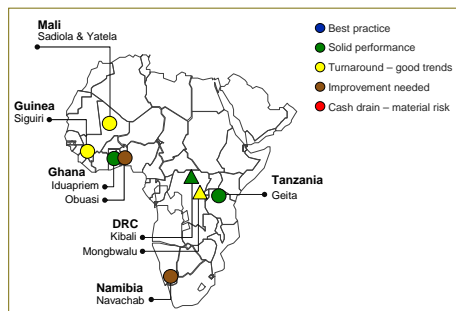 Mali
Sadiola & Yatela
Guinea
Siguiri
Ghana
Iduapriem
Obuasi
DRC
Kibali
Mongbwalu
Namibia
Navachab
Tanzania
Geita
Best practice
Solid performance
Turnaround – good trends
Improvement needed
Cash drain – material risk